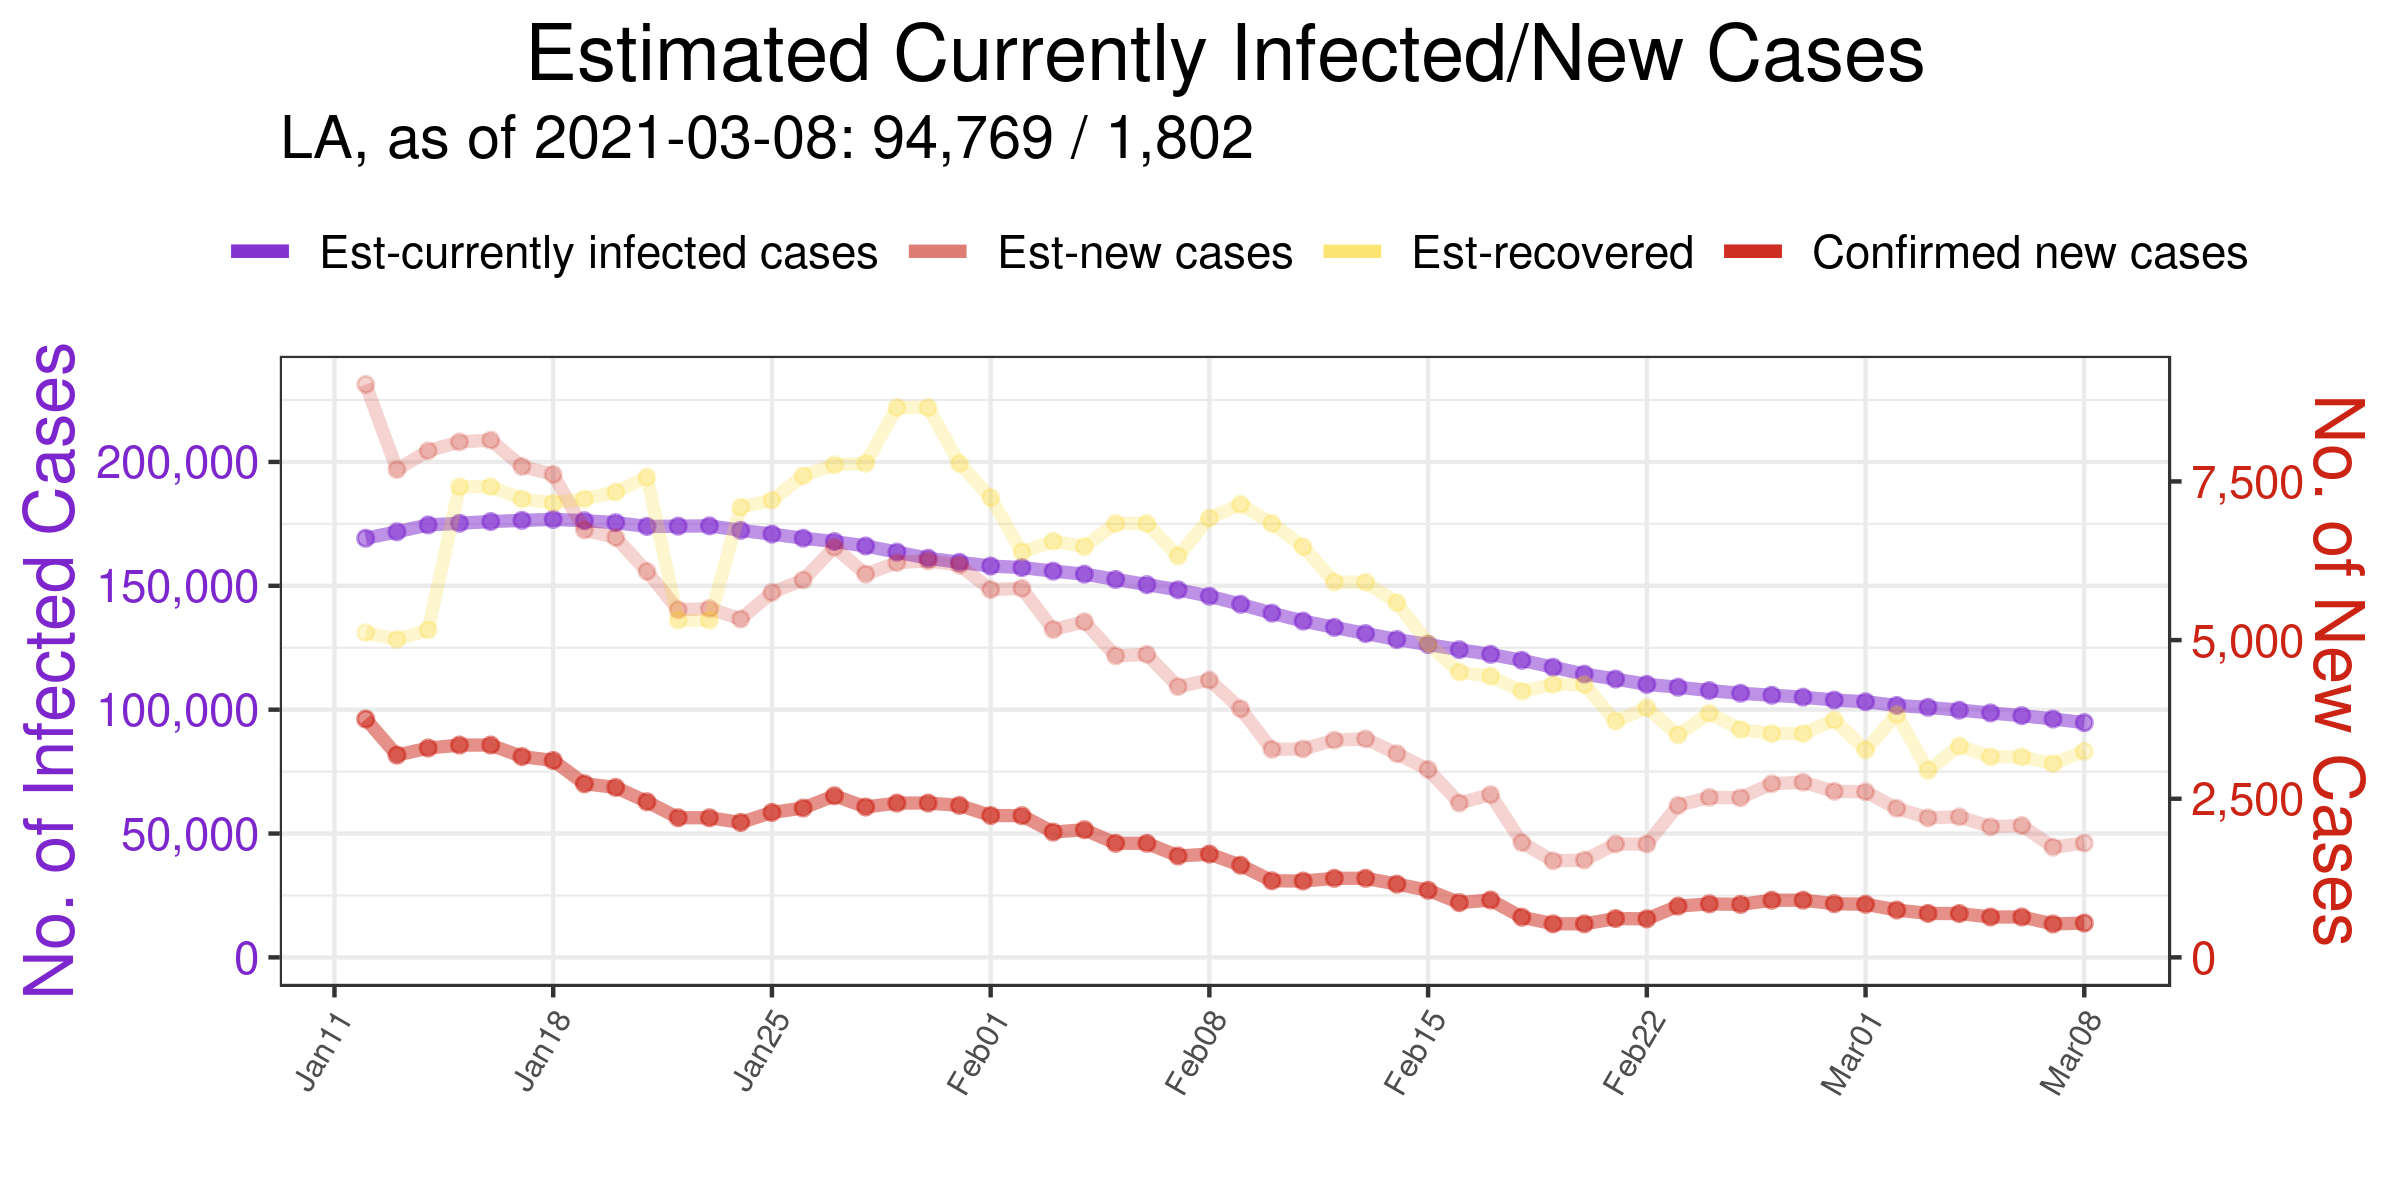 Estimated Currently Infected/New Cases
LA, as of 2021-03-08: 94,769 / 1,802
Est-currently infected cases Est-new cases Est-recovered Confirmed new cases
No. of Infected Cases
200,000
150,000
100,000
50,000
0
7,500
5,000
2,500
0
No. of New Cases
Jan11 Jan18 Jan25 Feb01 Feb08 Feb15 Feb22 Mar01 Mar08